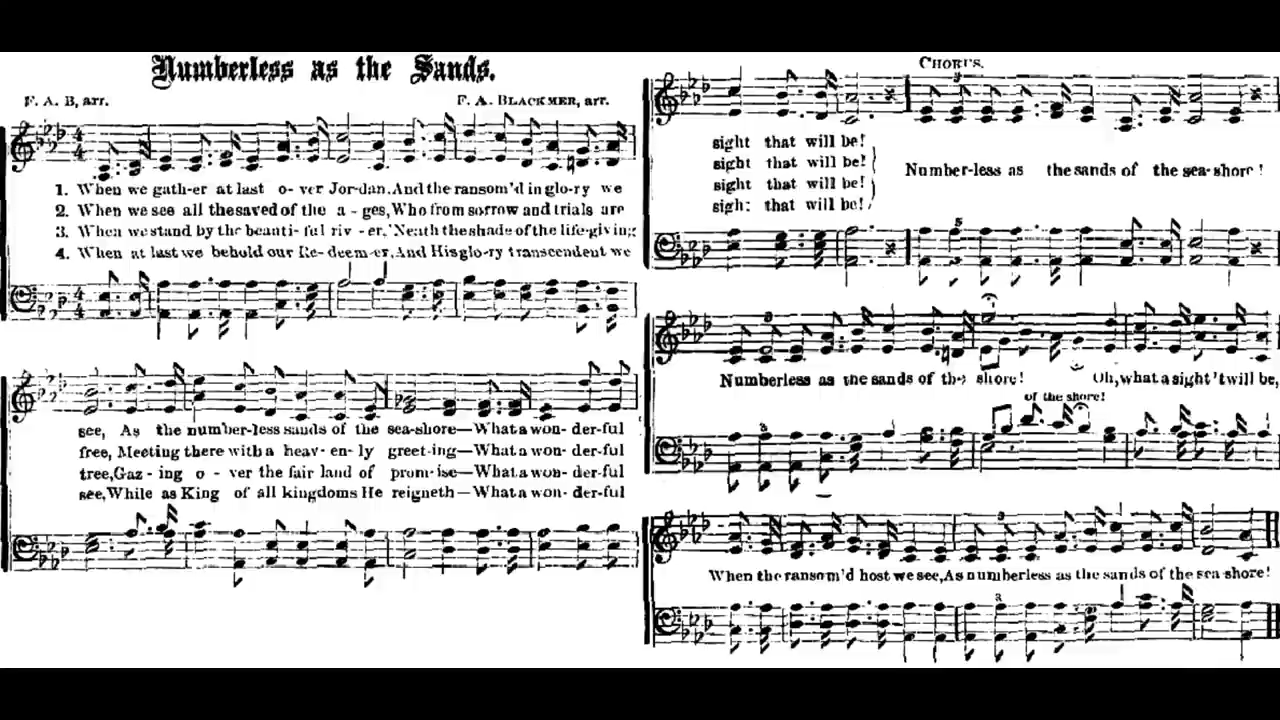 Numberless as the Sands.
F. A. B, arr. F. A. BLACKMER, arr.
1. When we gath-er at last o-ver Jor-dan, And the ransom'd in glo-ry we
2. When we see all the saved of the a-ges, Who from sorrow and trials are
3. When we stand by the beauti-ful riv-er, 'Neath the shade of the life-giving
4. When at last we behold our Re-deem-er, And His glo-ry transcendent we
see, As the number-less sands of the sea-shore—What a won-der-ful
free, Meeting there with a heav-en-ly greet-ing—What a won-der-ful
tree, Gaz-ing o-ver the fair land of prom-ise—What a won-der-ful
see, While as King of all kingdoms He reigneth—What a won-der-ful
CHORUS.
sight that will be!
sight that will be!
sight that will be!
sight that will be!
Number-less as the sands of the sea-shore!
Numberless as the sands of the shore! Oh, what a sight 'twill be,
of the shore!
When the ransom'd host we see, As numberless as the sands of the sea-shore!